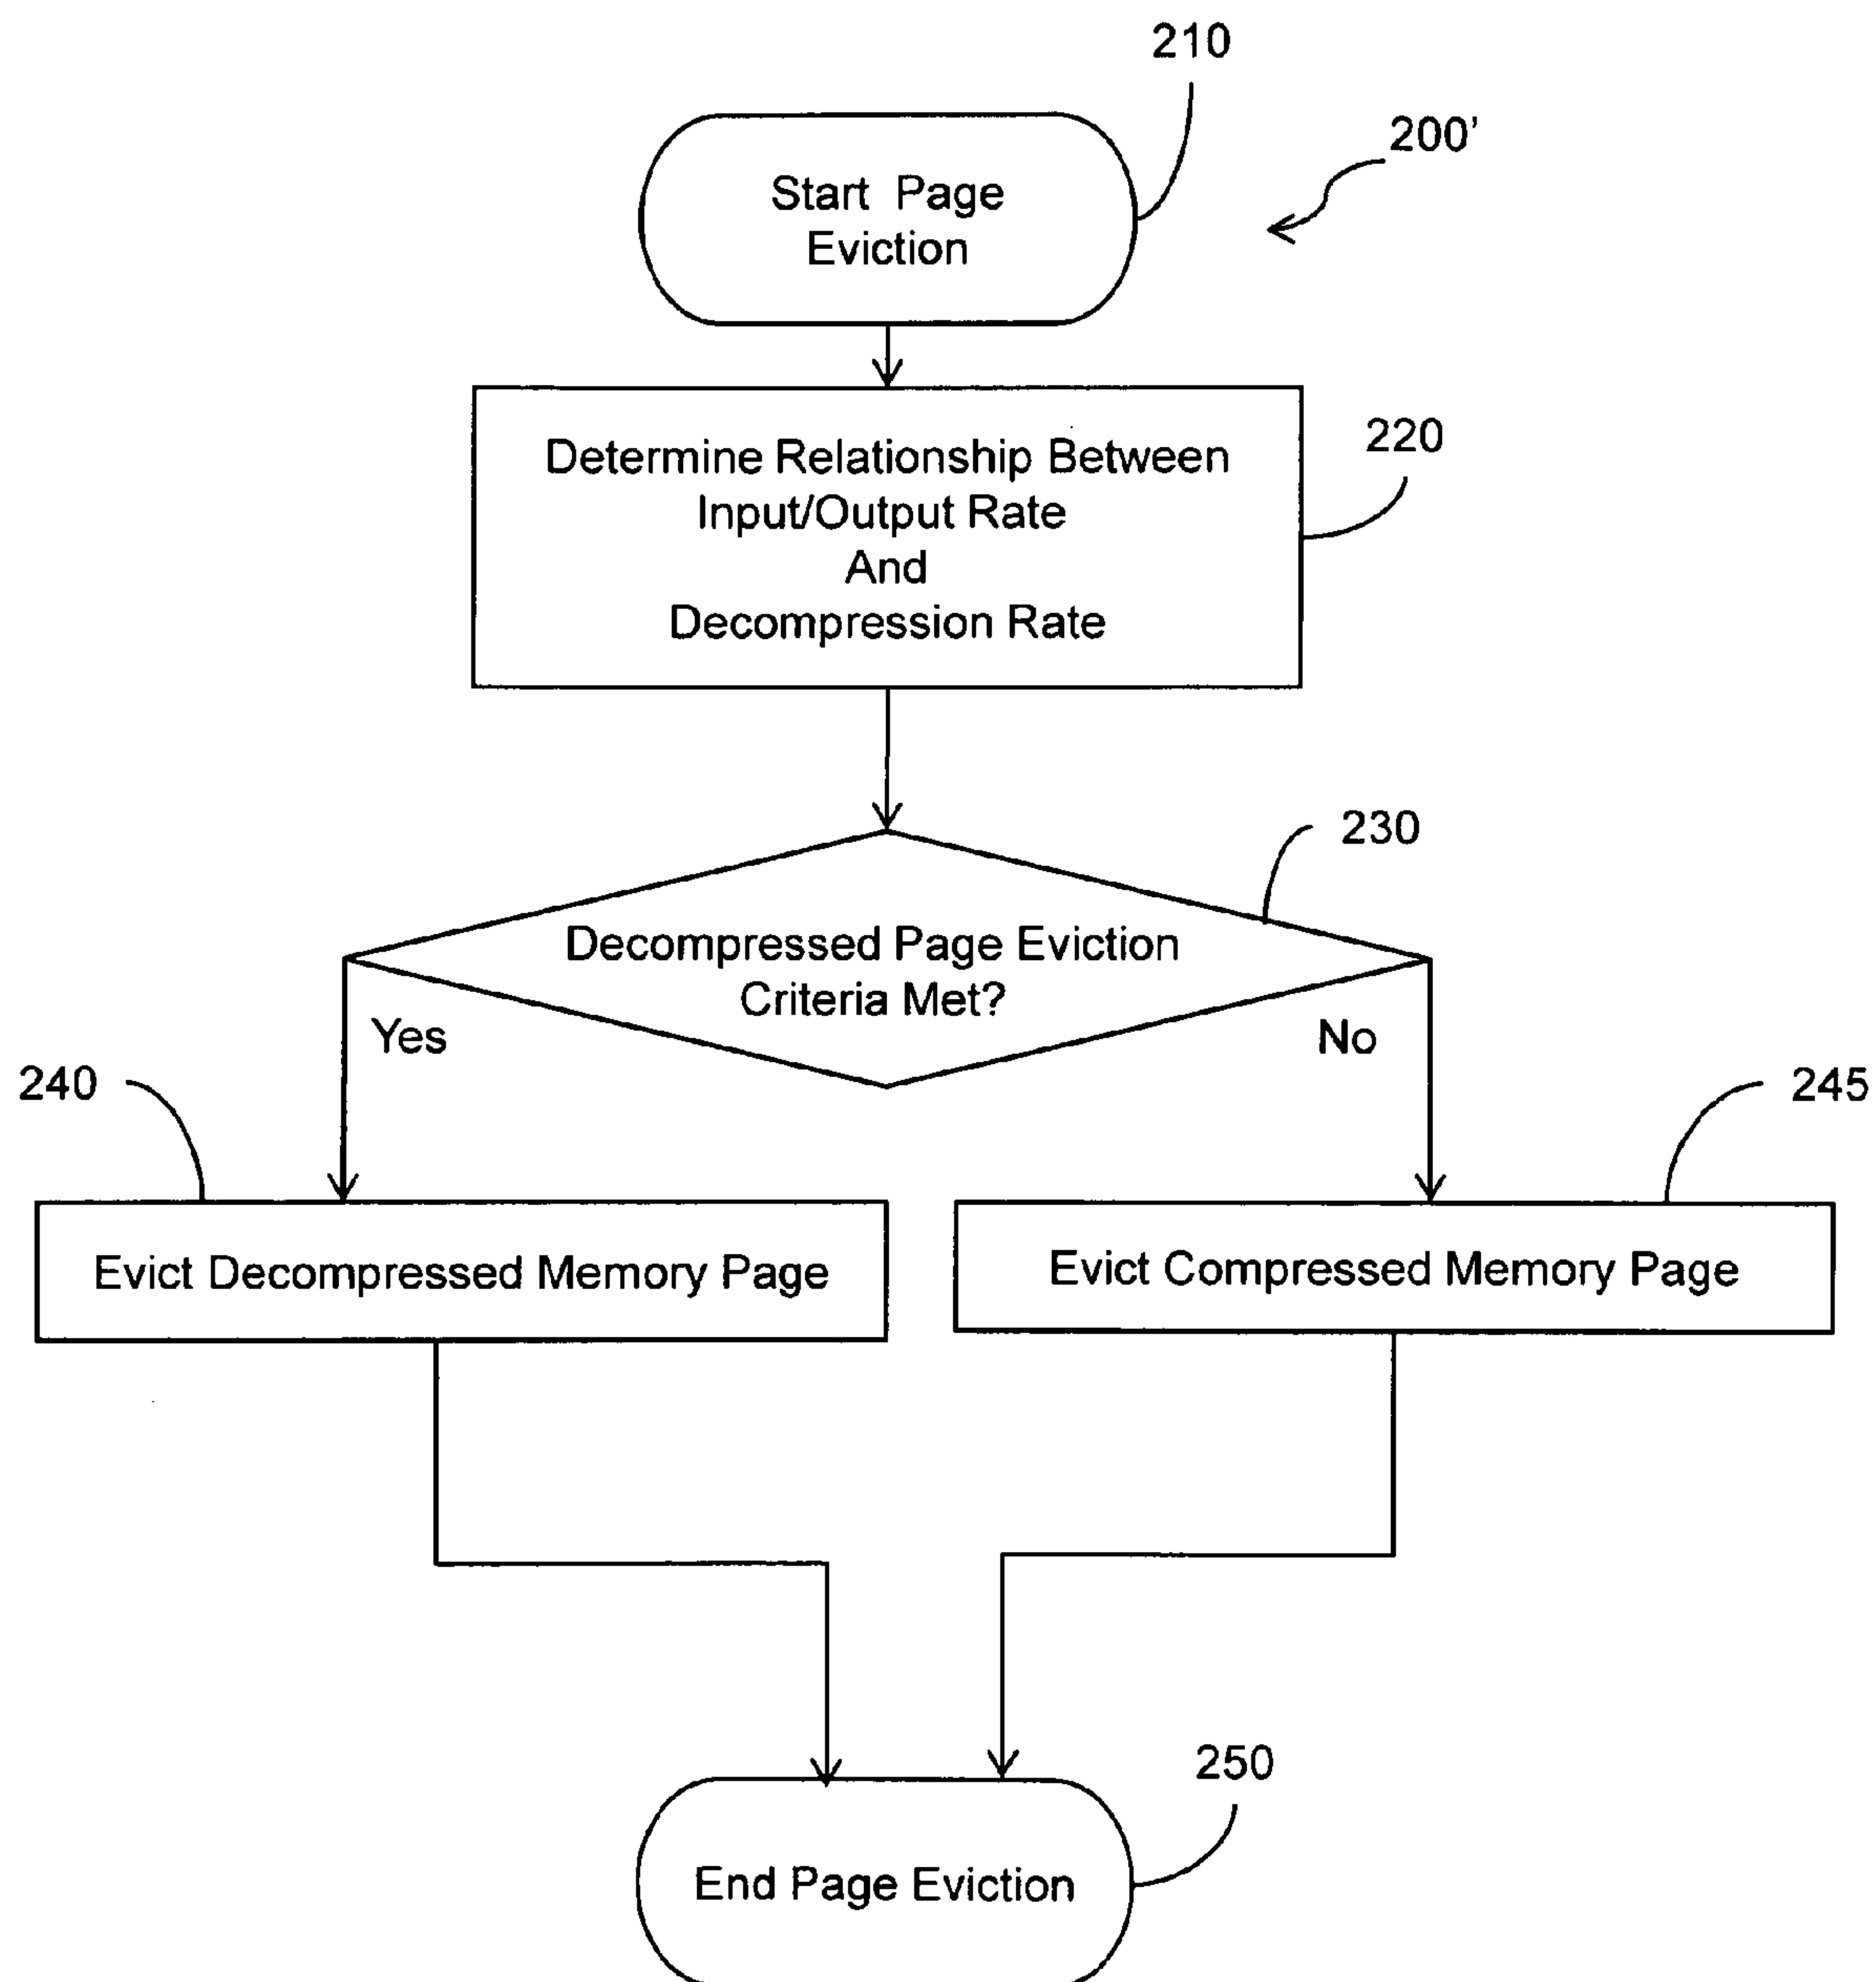 210
200'
Start Page
Eviction
220
Determine Relationship Between
Input/Output Rate
And
Decompression Rate
230
Decompressed Page Eviction
Criteria Met?
Yes
No
240
245
Evict Decompressed Memory Page
Evict Compressed Memory Page
250
End Page Eviction